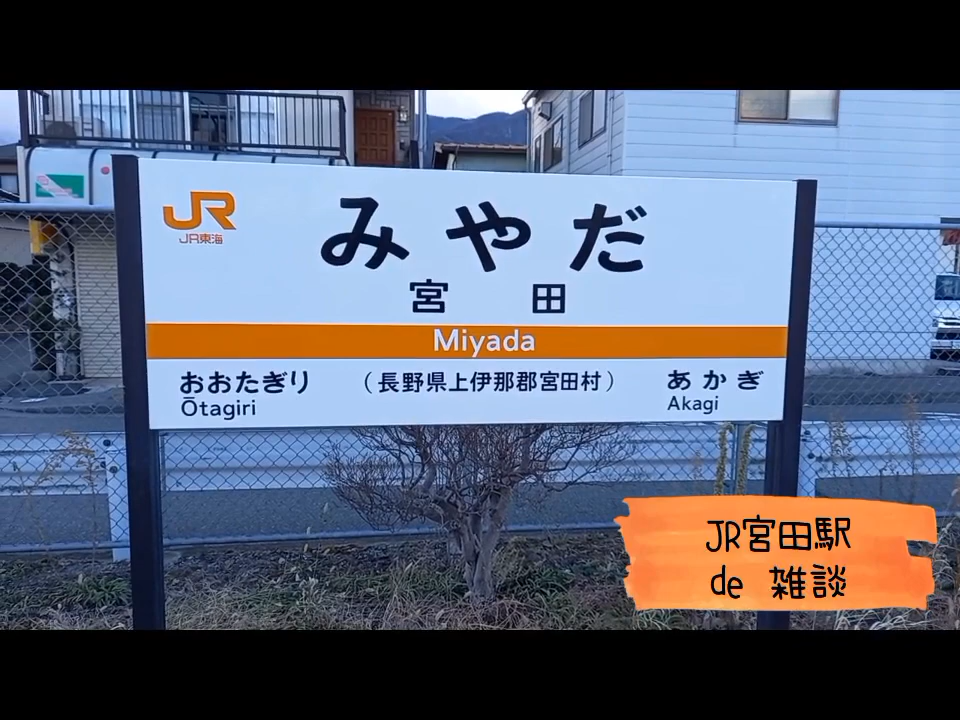 JR
JR東海
みやだ
宮田
Miyada
おおたぎり
Ōtagiri
（長野県上伊那郡宮田村）
あかぎ
Akagi
JR宮田駅
de 雑談